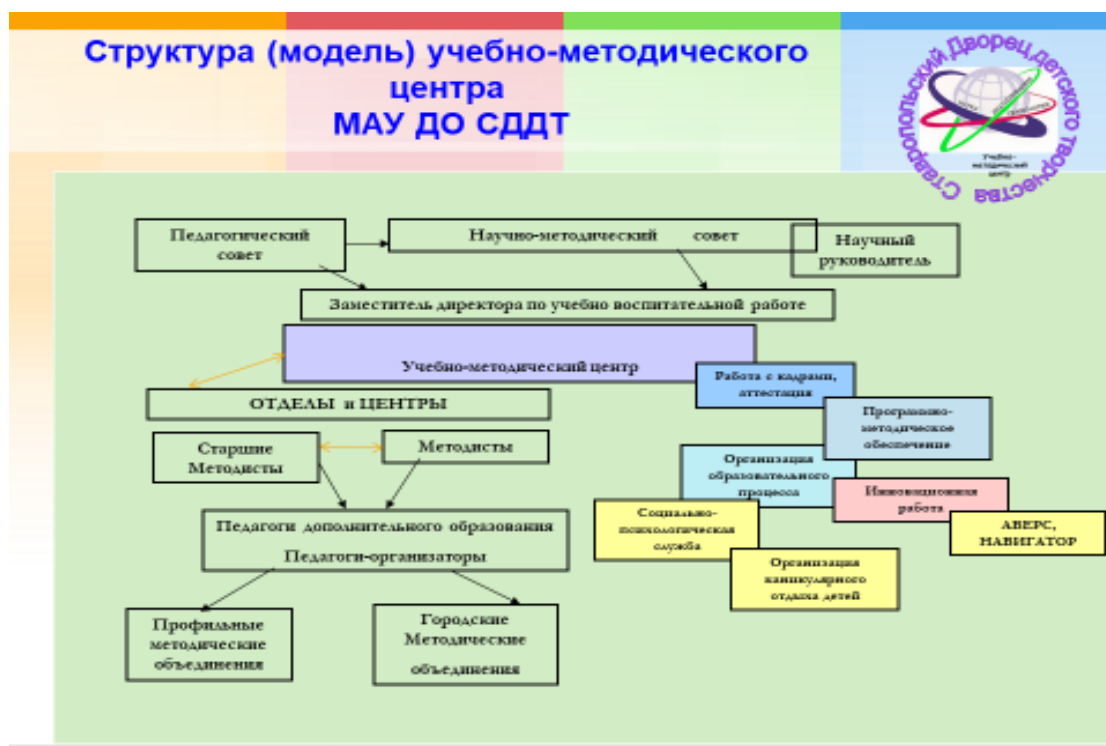 Структура (модель) учебно-методического
центра
МАУ ДО СДДТ
Ставропольский Дворец детского творчества
Учебно-
методический
центр
Педагогический
совет
Научно-методический совет
Научный
руководитель
Заместитель директора по учебно воспитательной работе
Учебно-методический центр
ОТДЕЛЫ и ЦЕНТРЫ
Старшие
Методисты
Методисты
Педагоги дополнительного образования
Педагоги-организаторы
Профильные
методические
объединения
Городские
Методические
объединения
Работа с кадрами,
аттестация
Программно-
методическое
обеспечение
Организация
образовательного
процесса
Инновационная
работа
Социально-
психологическая
служба
АВЕРС,
НАВИГАТОР
Организация
каникулярного
отдыха детей